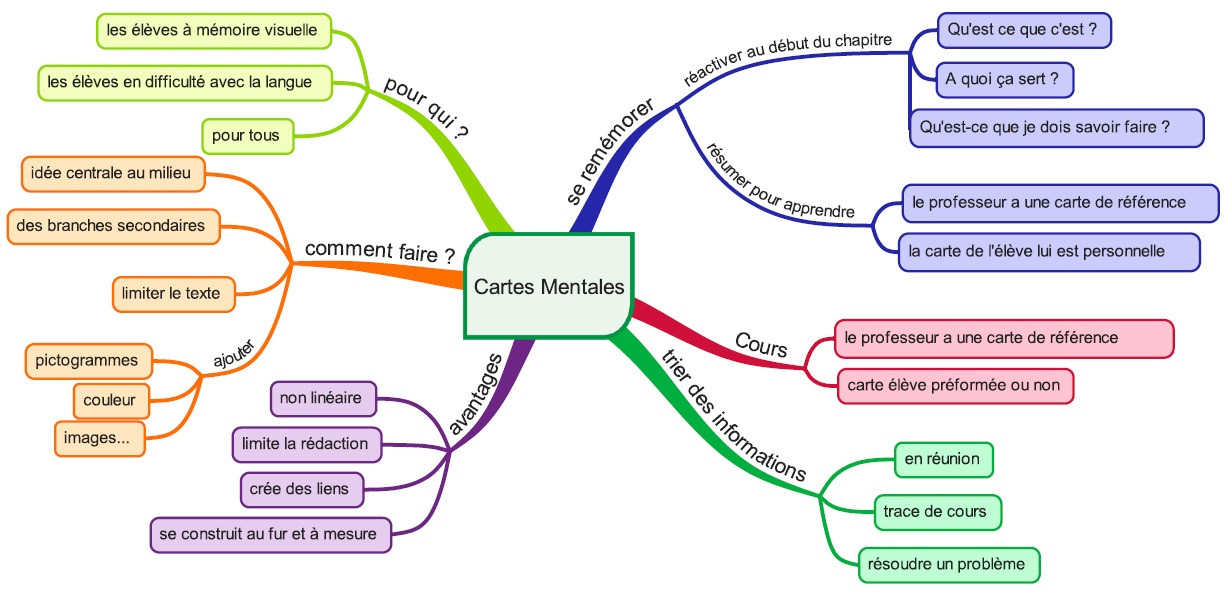 Cartes Mentales
pour qui ?
les élèves à mémoire visuelle
les élèves en difficulté avec la langue
pour tous
comment faire ?
idée centrale au milieu
des branches secondaires
limiter le texte
ajouter
pictogrammes
couleur
images...
avantages
non linéaire
limite la rédaction
crée des liens
se construit au fur et à mesure
se remémorer
réactiver au début du chapitre
Qu'est ce que c'est ?
A quoi ça sert ?
Qu'est-ce que je dois savoir faire ?
résumer pour apprendre
le professeur a une carte de référence
la carte de l'élève lui est personnelle
Cours
le professeur a une carte de référence
carte élève préformée ou non
trier des informations
en réunion
trace de cours
résoudre un problème